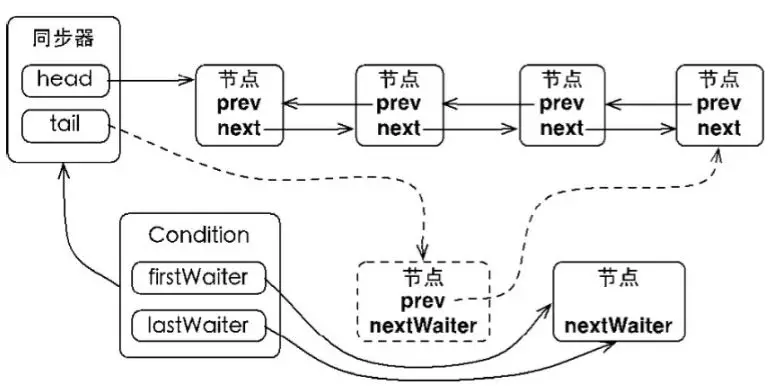 同步器
head
tail
节点
prev
next
节点
prev
next
节点
prev
next
节点
prev
next
Condition
firstWaiter
lastWaiter
节点
prev
nextWaiter
节点
nextWaiter